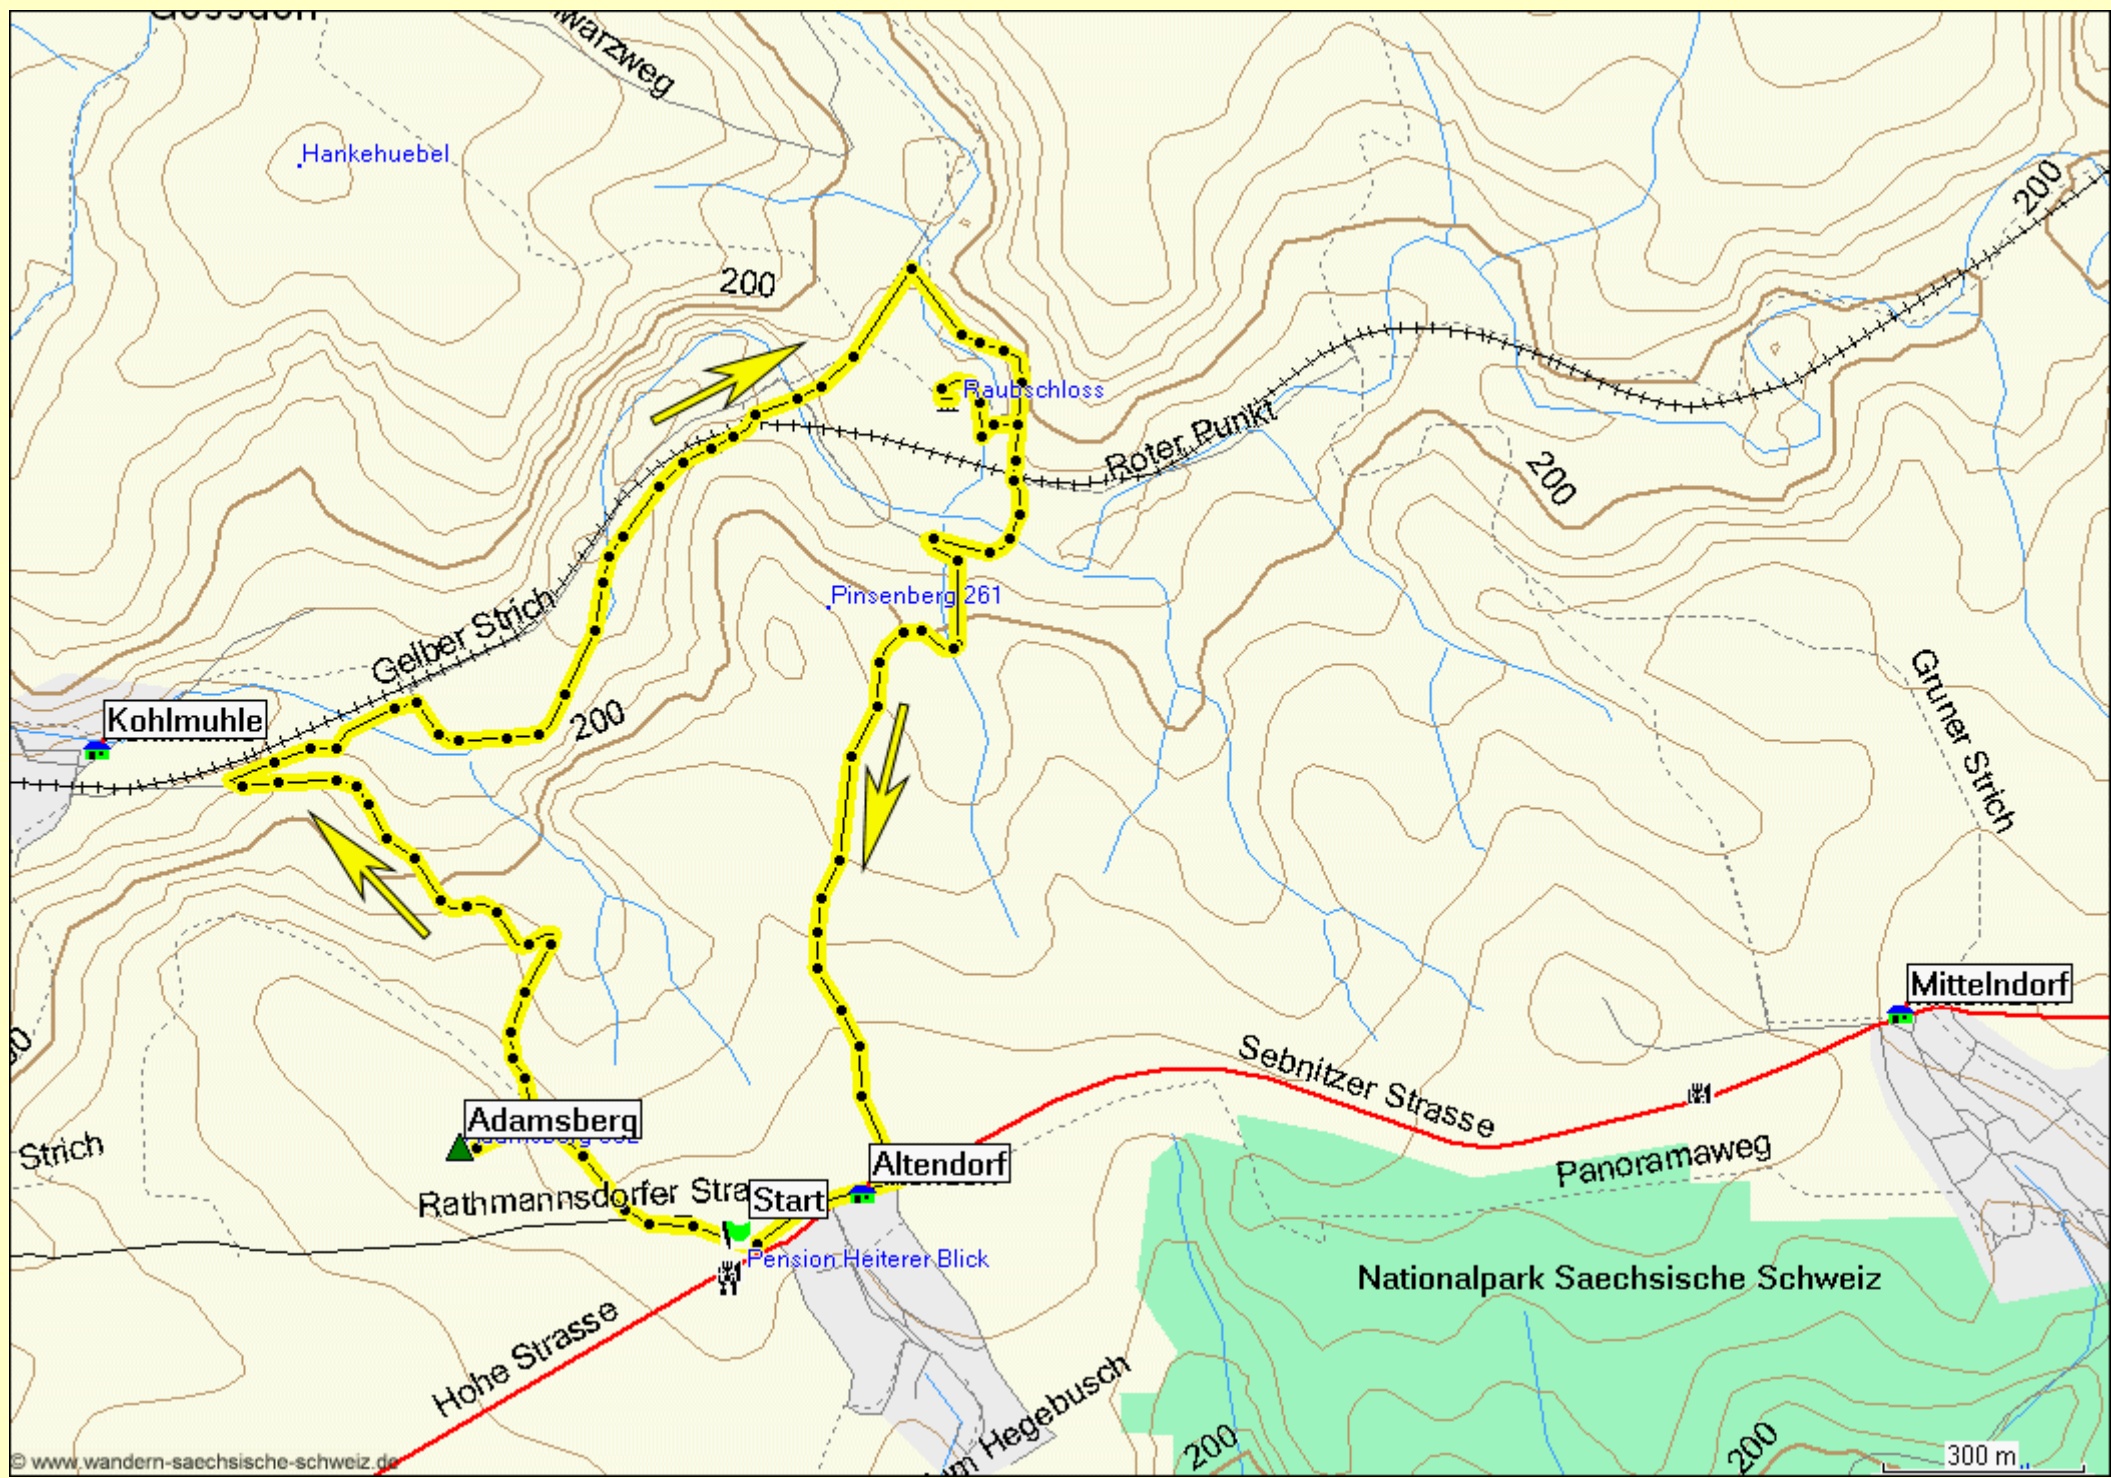 Gossdorf
Hankehuebel
200
200
Raubschloss
Roter Punkt
200
Pinsenberg 261
Gelber Strich
Gruner Strich
Kohlmuhle
200
Mittelndorf
Sebnitzer Strasse
Adamsberg
Strich
Altendorf
Panoramaweg
Rathmannsdorfer Stra
Start
Pension Heiterer Blick
Nationalpark Saechsische Schweiz
Hohe Strasse
Hegebusch
200
200
300 m
© www.wandern-saechsische-schweiz.de